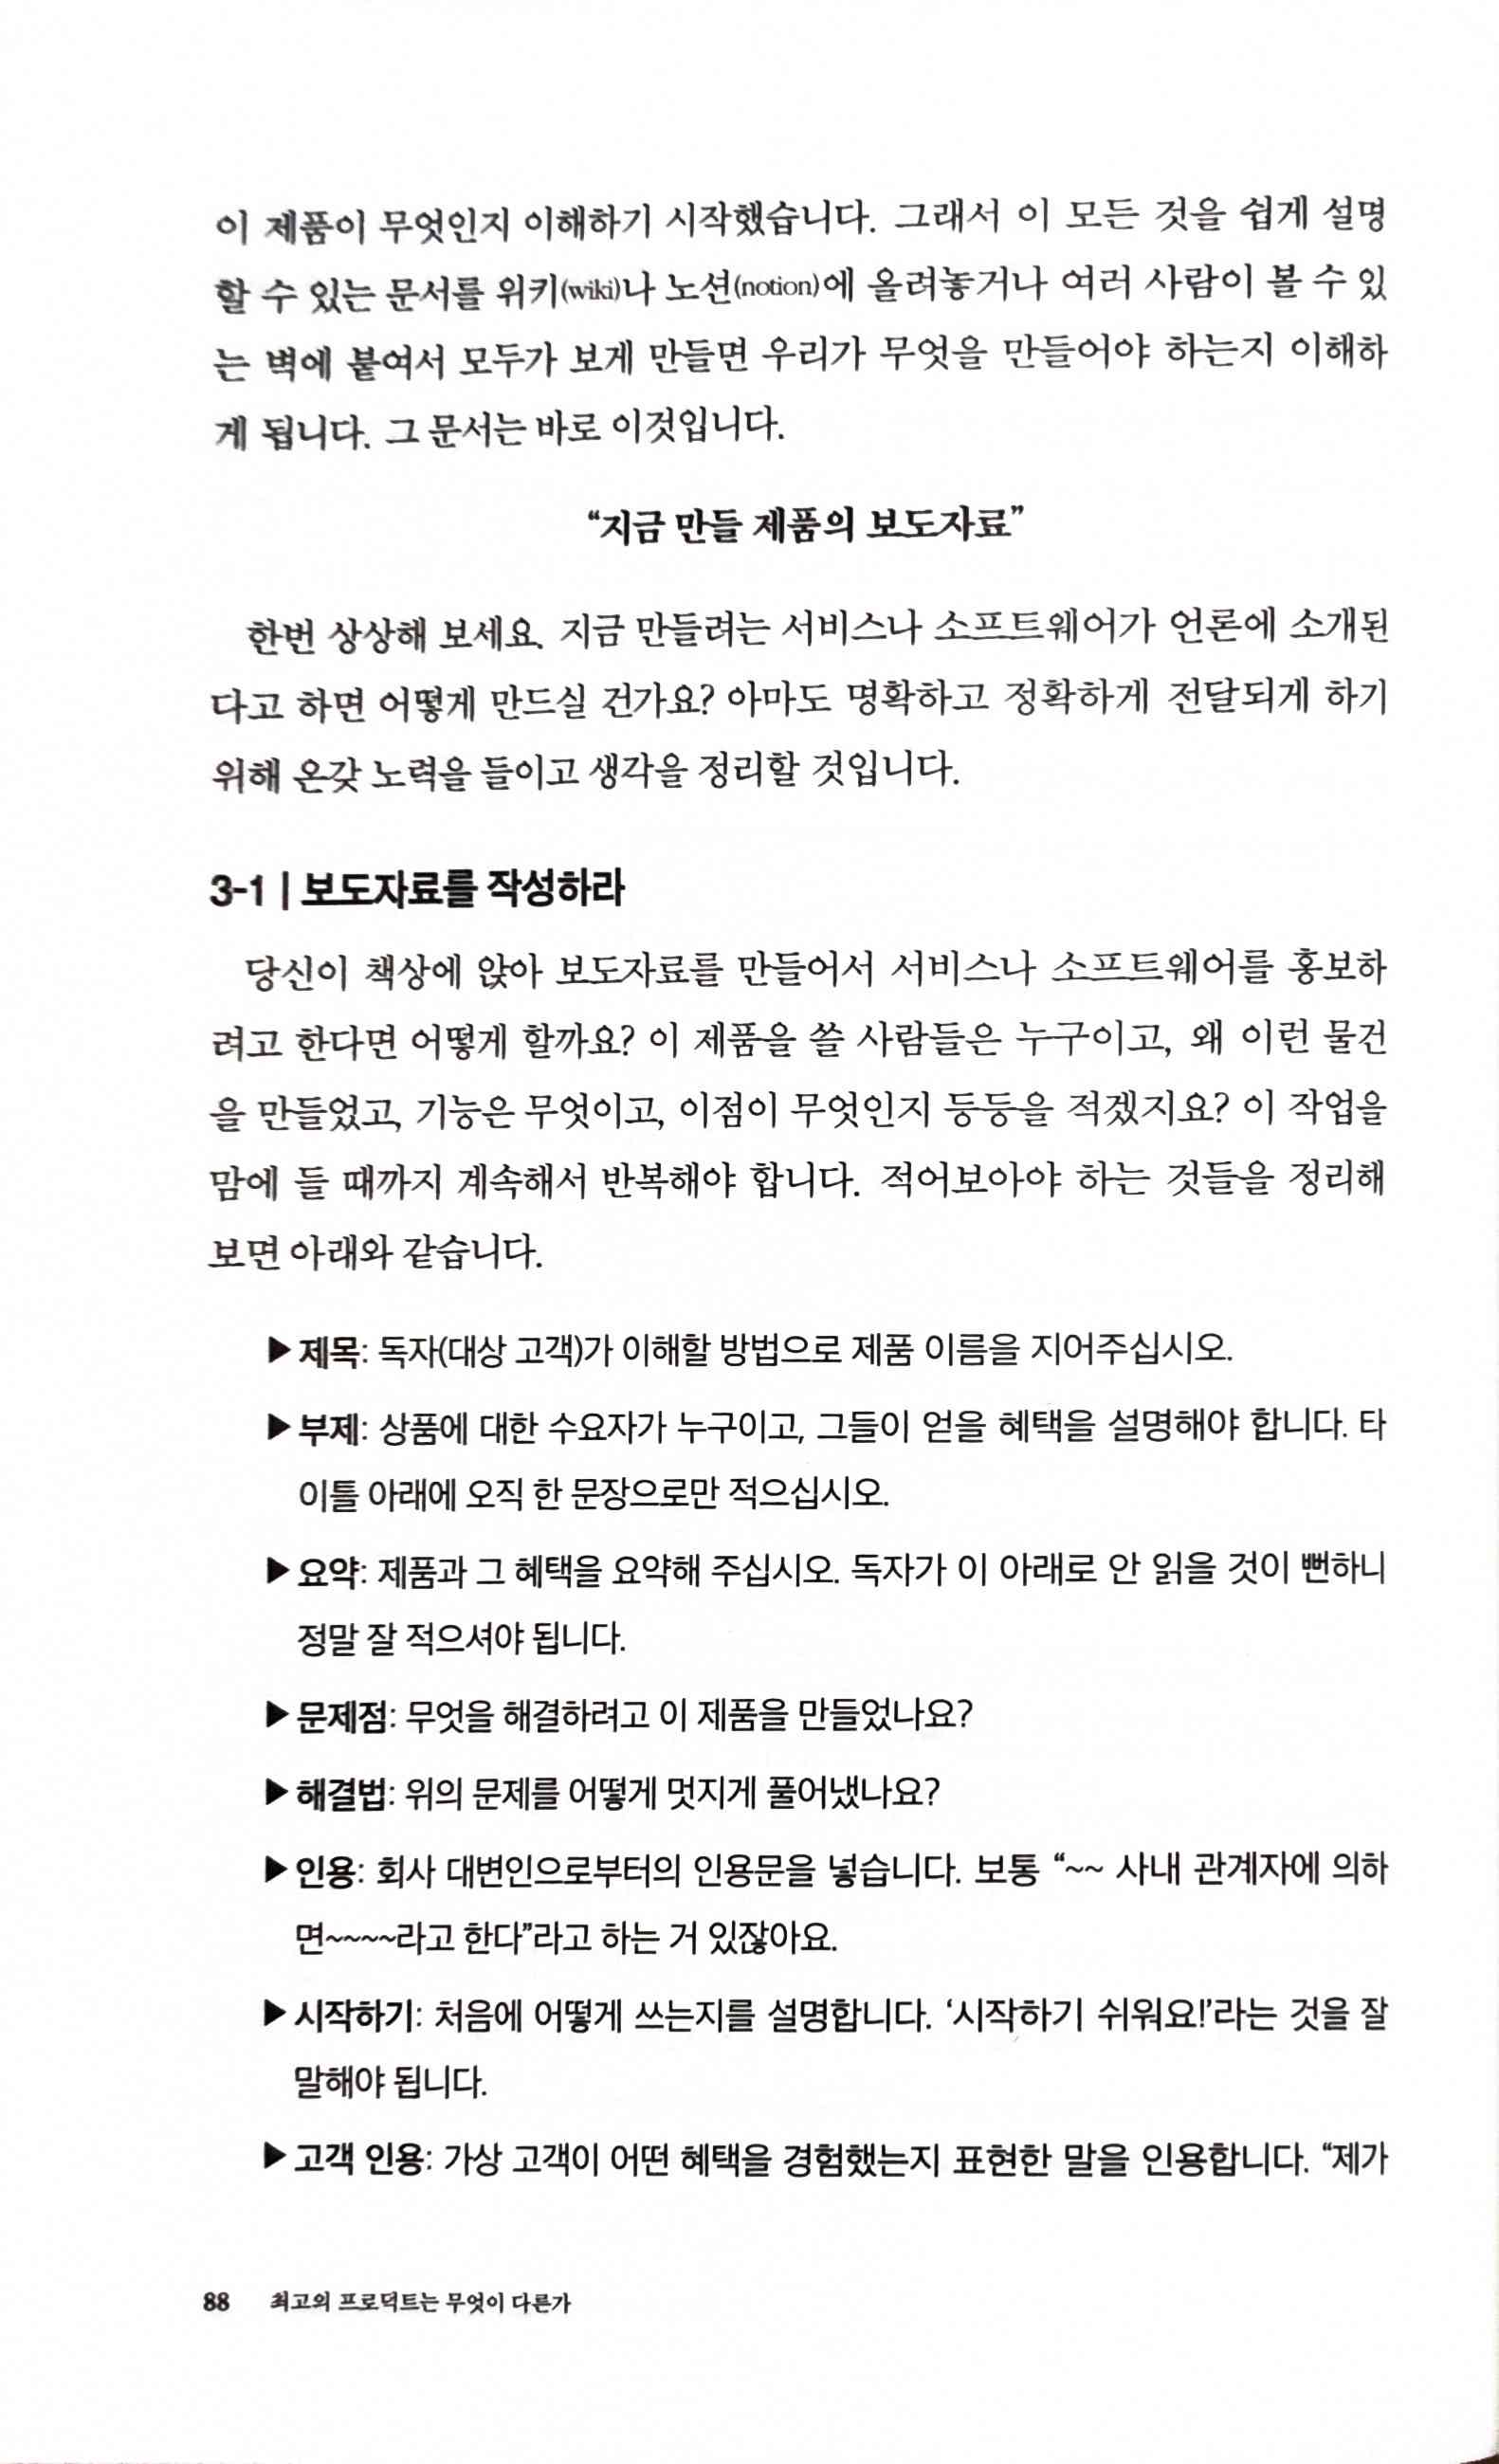 이 제품이 무엇인지 이해하기 시작했습니다. 그래서 이 모든 것을 쉽게 설명
할 수 있는 문서를 위키(wiki)나 노션(notion)에 올려놓거나 여러 사람이 볼 수 있
는 벽에 붙여서 모두가 보게 만들면 우리가 무엇을 만들어야 하는지 이해하
게 됩니다. 그 문서는 바로 이것입니다.
“지금 만들 제품의 보도자료”
한번 상상해 보세요. 지금 만들려는 서비스나 소프트웨어가 언론에 소개된
다고 하면 어떻게 만드실 건가요? 아마도 명확하고 정확하게 전달되게 하기
위해 온갖 노력을 들이고 생각을 정리할 것입니다.
3-1 | 보도자료를 작성하라
당신이 책상에 앉아 보도자료를 만들어서 서비스나 소프트웨어를 홍보하
려고 한다면 어떻게 할까요? 이 제품을 쓸 사람들은 누구이고, 왜 이런 물건
을 만들었고, 기능은 무엇이고, 이점이 무엇인지 등등을 적겠지요? 이 작업을
맘에 들 때까지 계속해서 반복해야 합니다. 적어보아야 하는 것들을 정리해
보면 아래와 같습니다.
▶ 제목: 독자(대상 고객)가 이해할 방법으로 제품 이름을 지어주십시오.
▶ 부제: 상품에 대한 수요자가 누구이고, 그들이 얻을 혜택을 설명해야 합니다. 타
이틀 아래에 오직 한 문장으로만 적으십시오.
▶ 요약: 제품과 그 혜택을 요약해 주십시오. 독자가 이 아래로 안 읽을 것이 뻔하니
정말 잘 적으셔야 됩니다.
▶ 문제점: 무엇을 해결하려고 이 제품을 만들었나요?
▶ 해결법: 위의 문제를 어떻게 멋지게 풀어냈나요?
▶ 인용: 회사 대변인으로부터의 인용문을 넣습니다. 보통 “~~ 사내 관계자에 의하
면~~~~라고 한다”라고 하는 거 있잖아요.
▶ 시작하기: 처음에 어떻게 쓰는지를 설명합니다. ‘시작하기 쉬워요!’라는 것을 잘
말해야 됩니다.
▶ 고객 인용: 가상 고객이 어떤 혜택을 경험했는지 표현한 말을 인용합니다. “제가
88 최고의 프로덕트는 무엇이 다른가